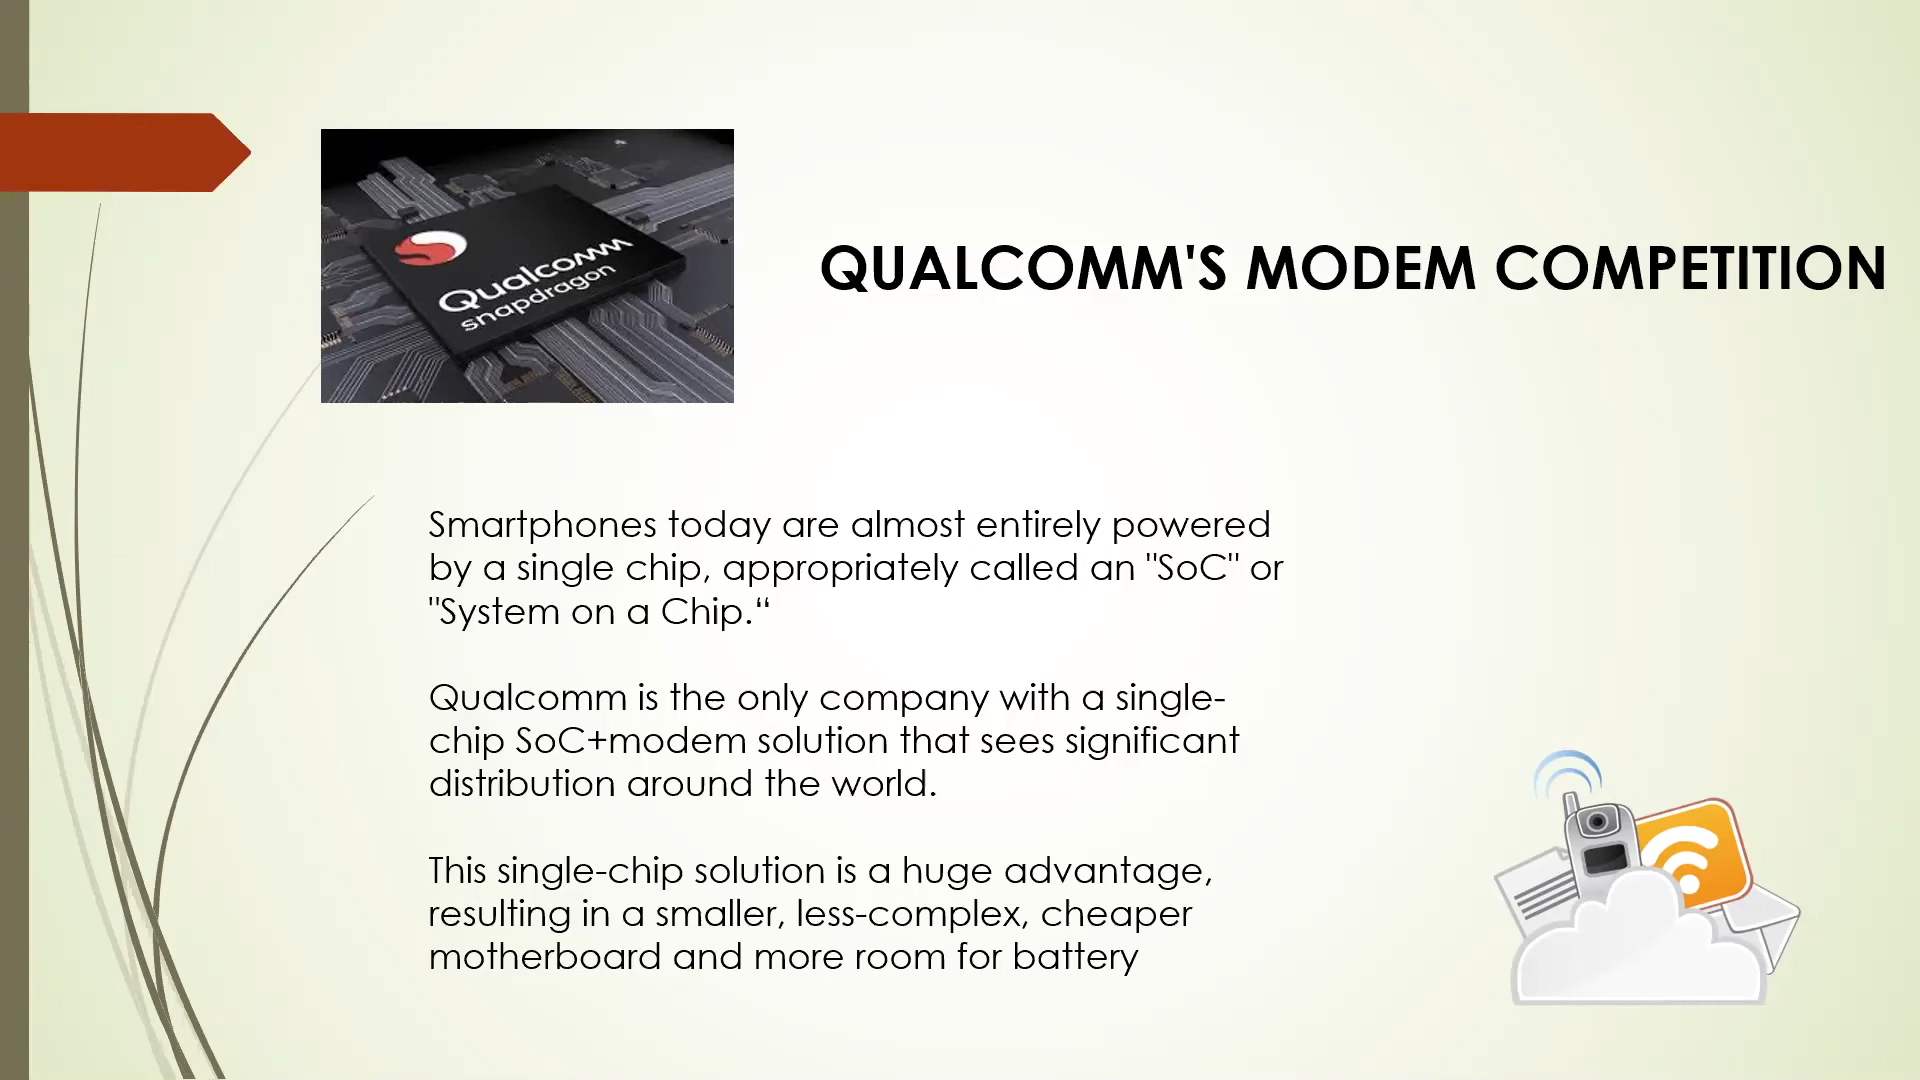 Qualcomm
snapdragon
QUALCOMM'S MODEM COMPETITION
Smartphones today are almost entirely powered
by a single chip, appropriately called an "SoC" or
"System on a Chip.“
Qualcomm is the only company with a single-
chip SoC+modem solution that sees significant
distribution around the world.
This single-chip solution is a huge advantage,
resulting in a smaller, less-complex, cheaper
motherboard and more room for battery